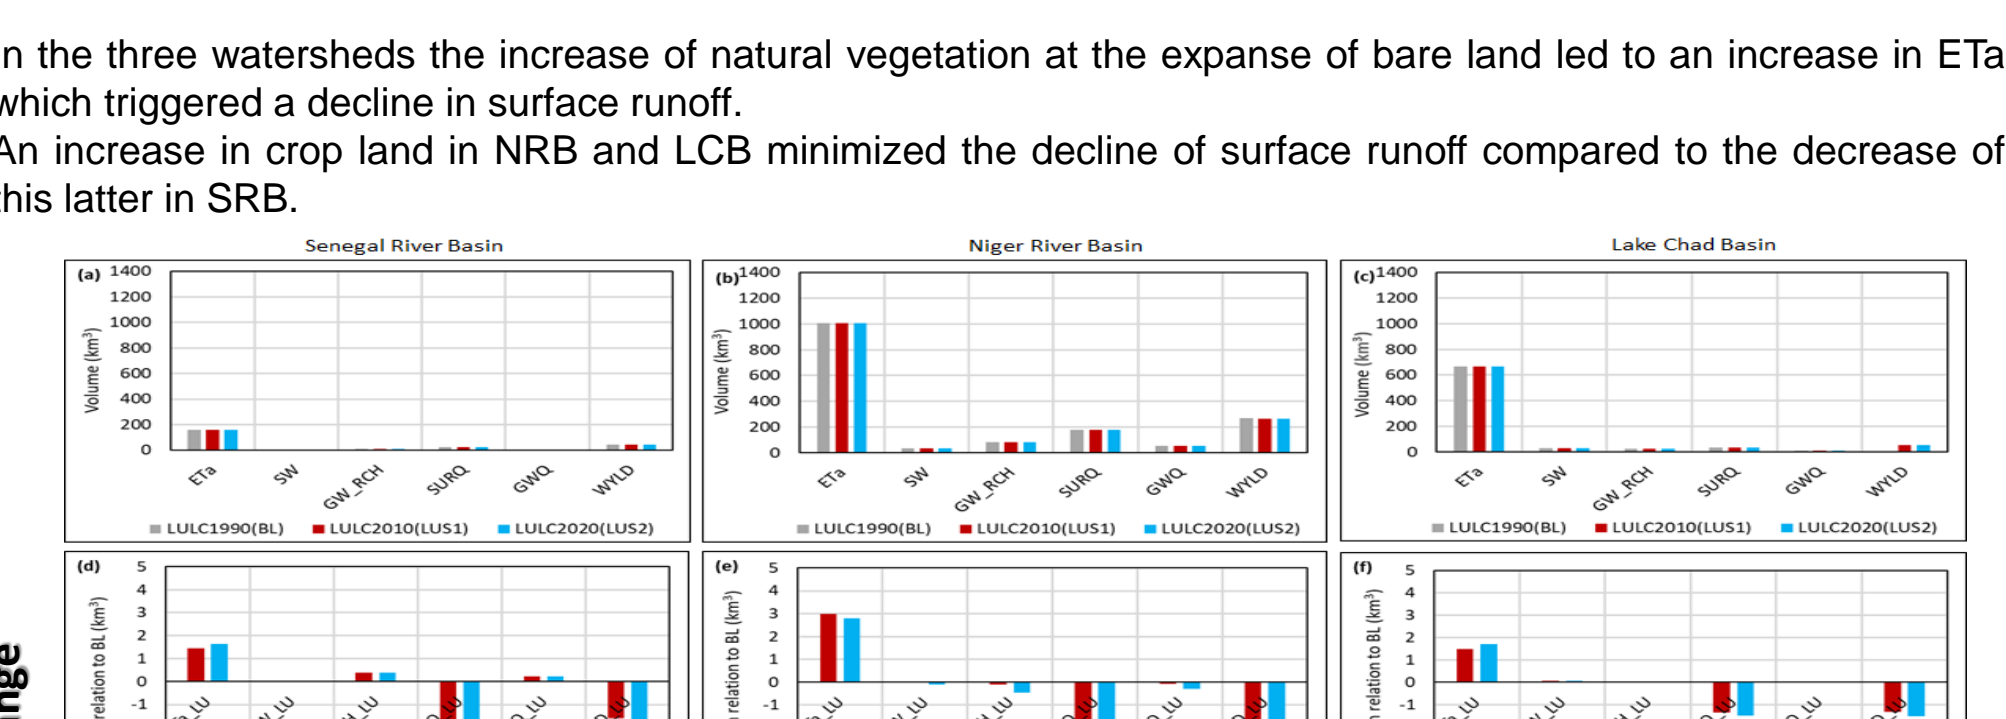 n the three watersheds the increase of natural vegetation at the expanse of bare land led to an increase in ETa
which triggered a decline in surface runoff.
An increase in crop land in NRB and LCB minimized the decline of surface runoff compared to the decrease of
this latter in SRB.
Senegal River Basin
Niger River Basin
Lake Chad Basin
(a)
1400
1200
1000
800
600
400
200
0
Volume (km³)
ETa
SW
GW_RCH
SURQ
GWQ
WYLD
LULC1990(BL) LULC2010(LUS1) LULC2020(LUS2)
(b)
1400
1200
1000
800
600
400
200
0
Volume (km³)
ETa
SW
GW_RCH
SURQ
GWQ
WYLD
LULC1990(BL) LULC2010(LUS1) LULC2020(LUS2)
(c)
1400
1200
1000
800
600
400
200
0
Volume (km³)
ETa
SW
GW_RCH
SURQ
GWQ
WYLD
LULC1990(BL) LULC2010(LUS1) LULC2020(LUS2)
(d)
5
4
3
2
1
0
-1
relation to BL (km³)
(e)
5
4
3
2
1
0
-1
n relation to BL (km³)
(f)
5
4
3
2
1
0
-1
n relation to BL (km³)